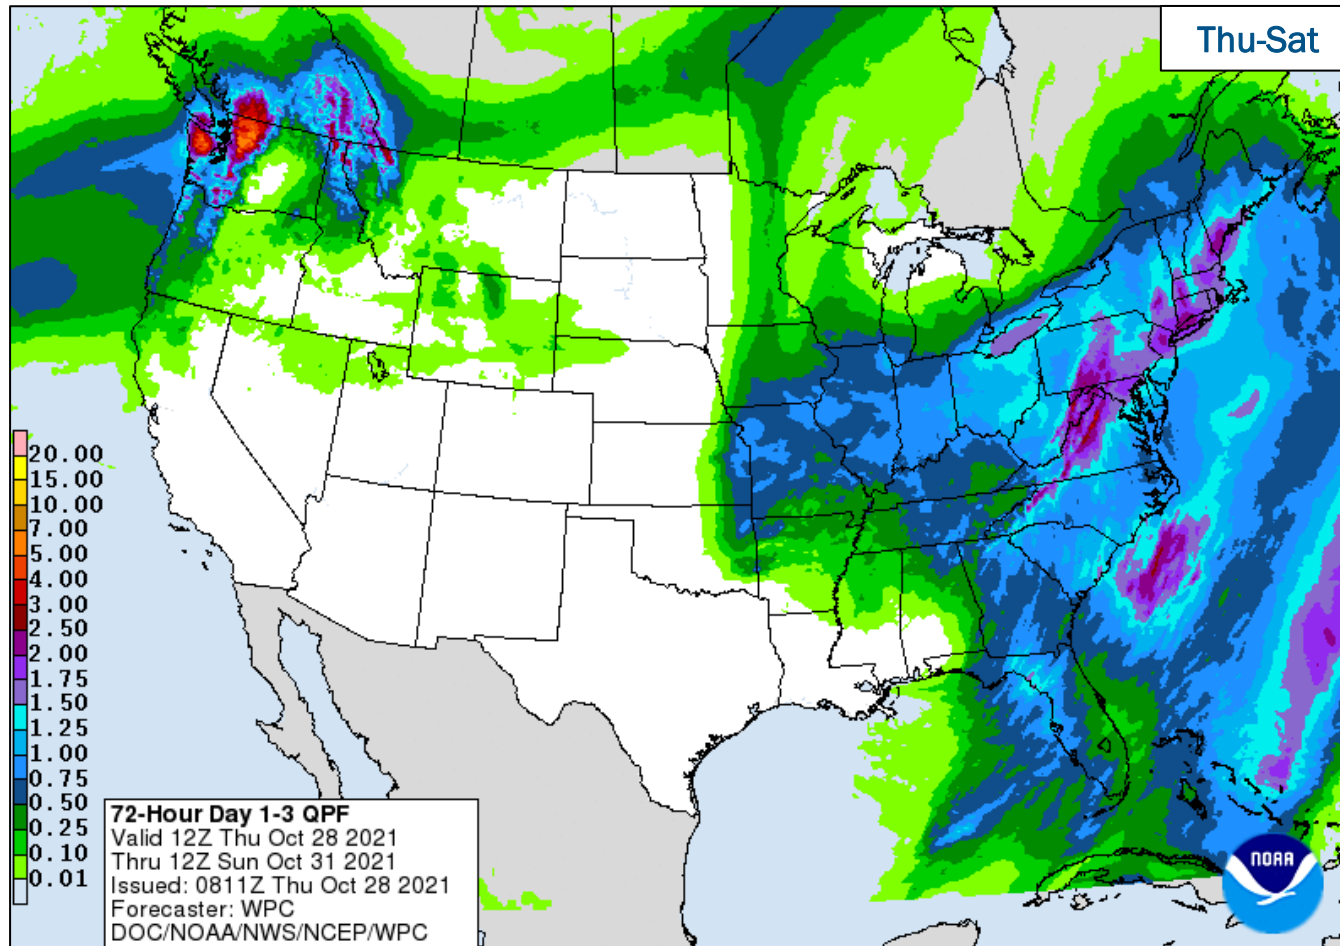 Thu-Sat
20.00
15.00
10.00
7.00
5.00
4.00
3.00
2.50
2.00
1.75
1.50
1.25
1.00
0.75
0.50
0.25
0.10
0.01
72-Hour Day 1-3 QPF
Valid 12Z Thu Oct 28 2021
Thru 12Z Sun Oct 31 2021
Issued: 0811Z Thu Oct 28 2021
Forecaster: WPC
DOC/NOAA/NWS/NCEP/WPC
NOAA